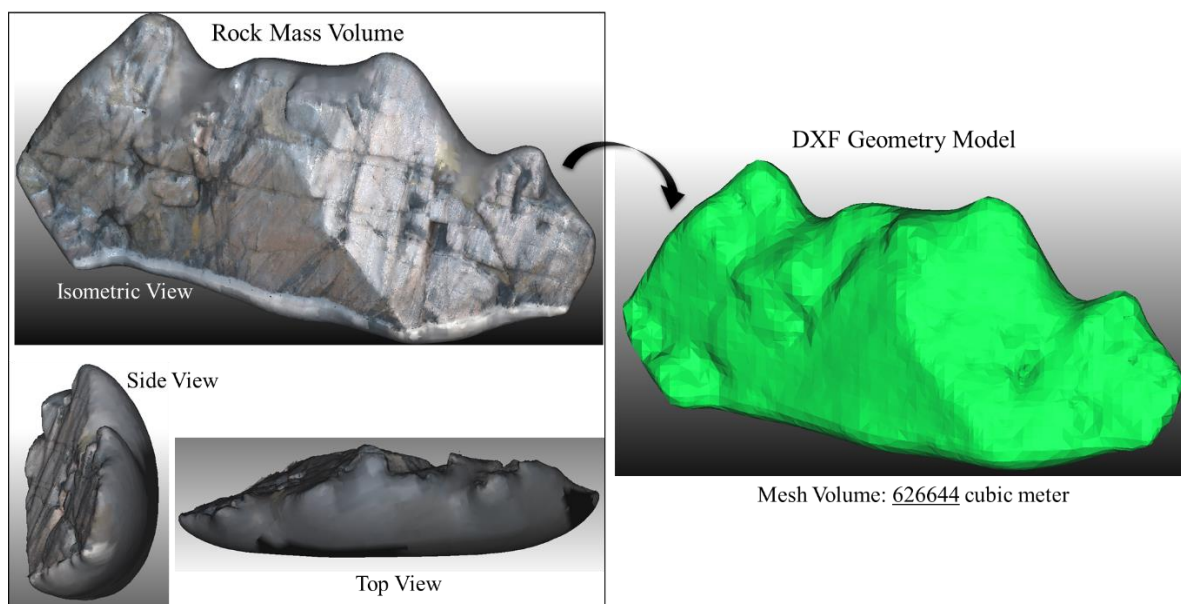 Rock Mass Volume
Isometric View
Side View
Top View
DXF Geometry Model
Mesh Volume: 626644 cubic meter